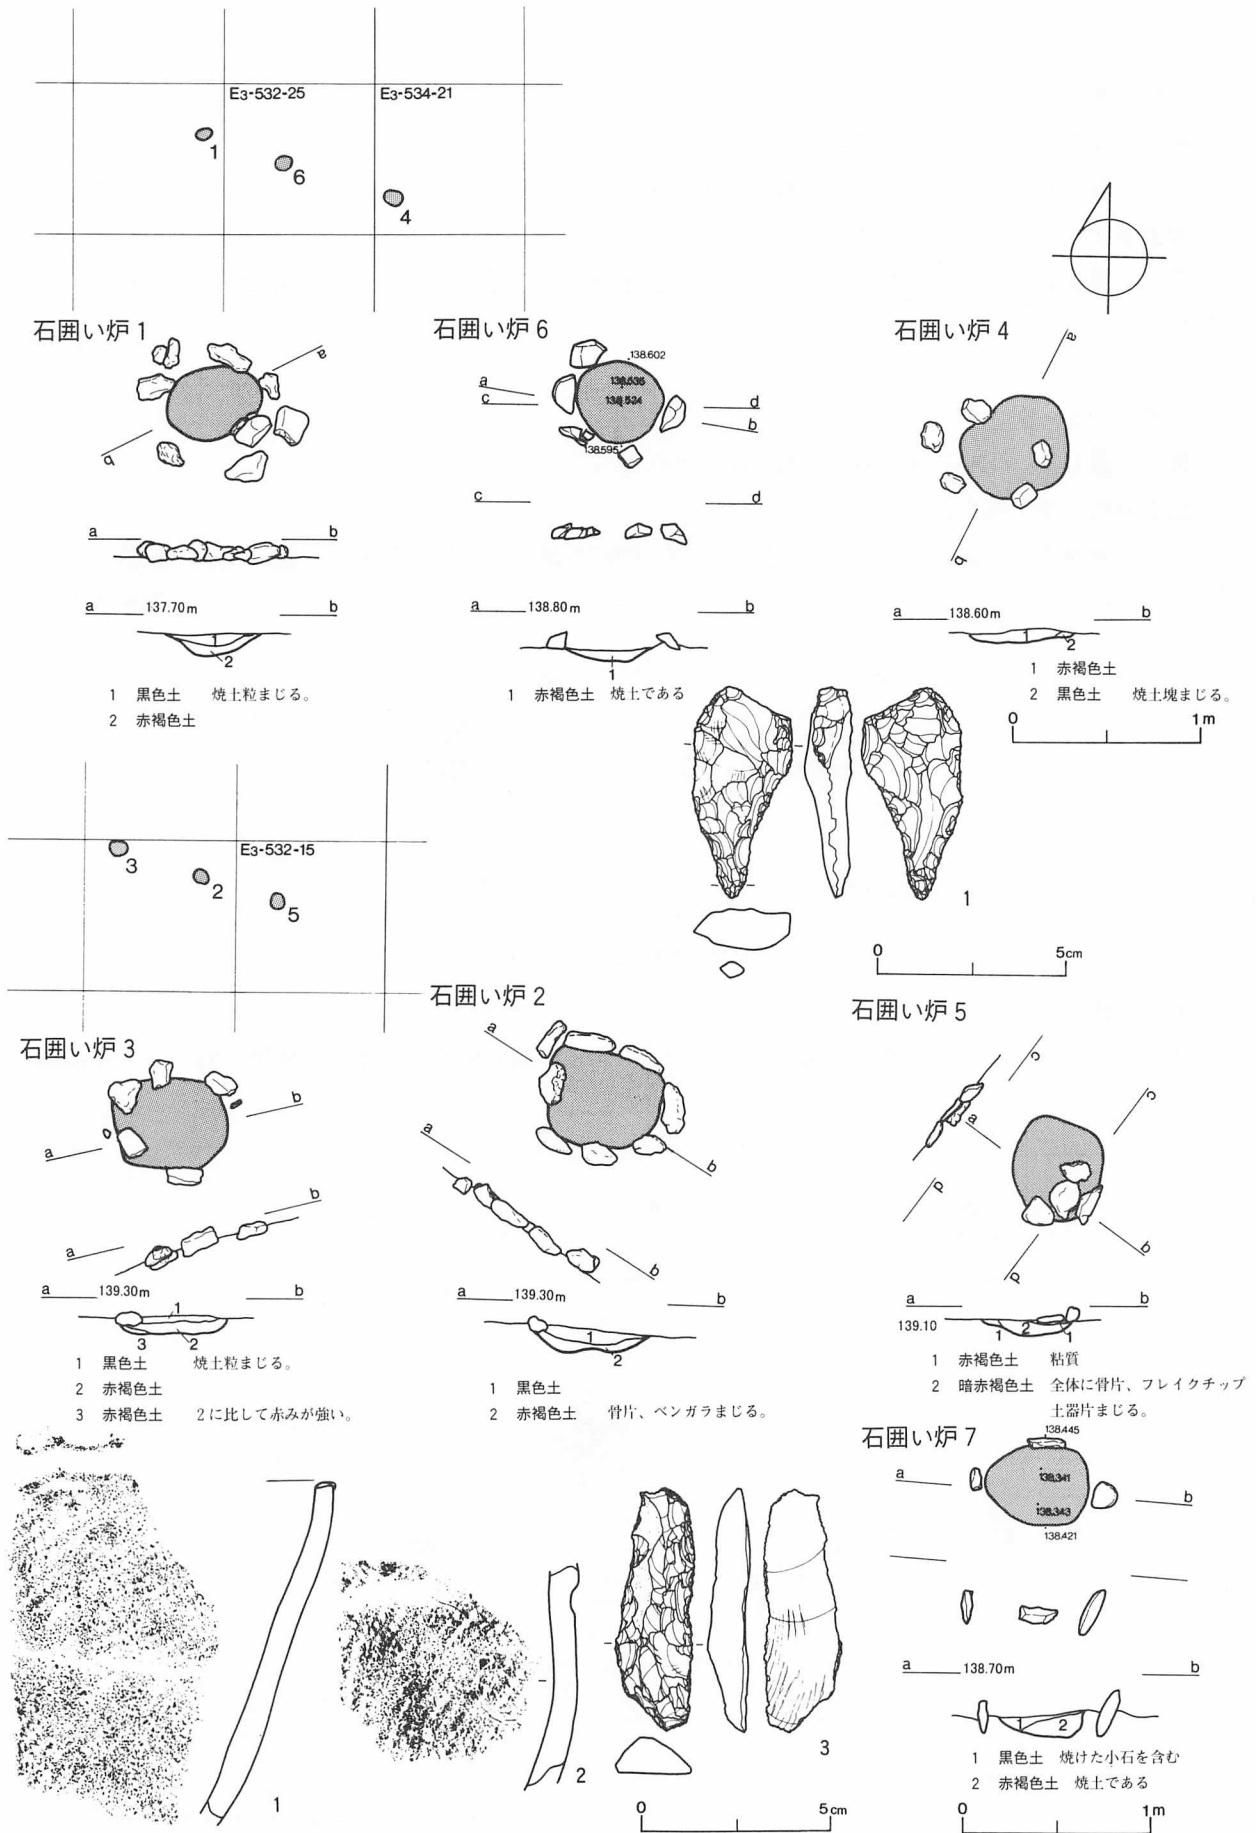 E3-532-25
E3-534-21
1
6
4
石囲い炉1
a
b
a
b
a 137.70m b
1
2
1 黒色土 焼土粒まじる。
2 赤褐色土
石囲い炉6
138.602
138.535
138.524
138.595
a
c
d
b
c
d
a 138.80m b
1
1 赤褐色土 焼土である
石囲い炉4
a
b
a 138.60m b
1
2
1 赤褐色土
2 黒色土 焼土塊まじる。
0 1m
1
0 5cm
E3-532-15
3
2
5
石囲い炉3
b
a
b
a
a 139.30m b
1
3 2
1 黒色土 焼土粒まじる。
2 赤褐色土
3 赤褐色土 2に比して赤みが強い。
石囲い炉2
a
b
a
b
a 139.30m b
1
2
1 黒色土
2 赤褐色土 骨片、ベンガラまじる。
石囲い炉5
c
c
a
d
b
d
a b
139.10
1 2 1
1 赤褐色土 粘質
2 暗赤褐色土 全体に骨片、フレイクチップ
土器片まじる。
石囲い炉7
138.445
a
138.341
138.343
b
138.421
a 138.70m b
1 2
1 黒色土 焼けた小石を含む
2 赤褐色土 焼土である
0 1m
1
2
3
0 5cm